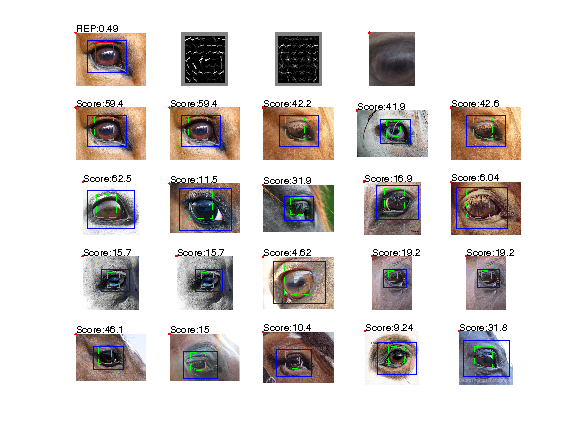 REP:0.49
Score:59.4 Score:59.4 Score:42.2 Score:41.9 Score:42.6
Score:62.5 Score:11.5 Score:31.9 Score:16.9 Score:6.04
Score:15.7 Score:15.7 Score:4.62 Score:19.2 Score:19.2
Score:46.1 Score:15 Score:10.4 Score:9.24 Score:31.8